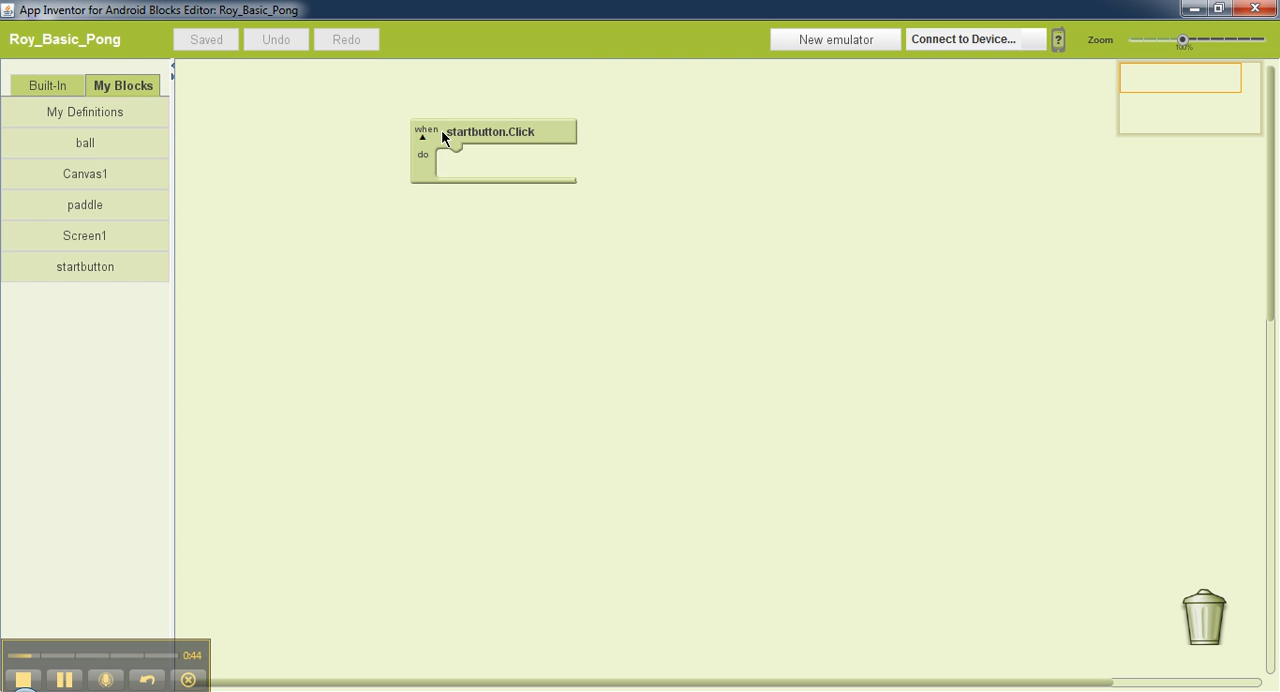 App Inventor for Android Blocks Editor: Roy_Basic_Pong
Roy_Basic_Pong
Saved
Undo
Redo
New emulator
Connect to Device...
?
Zoom
100%
Built-In
My Blocks
My Definitions
ball
Canvas1
paddle
Screen1
startbutton
when startbutton.Click
do
0:44